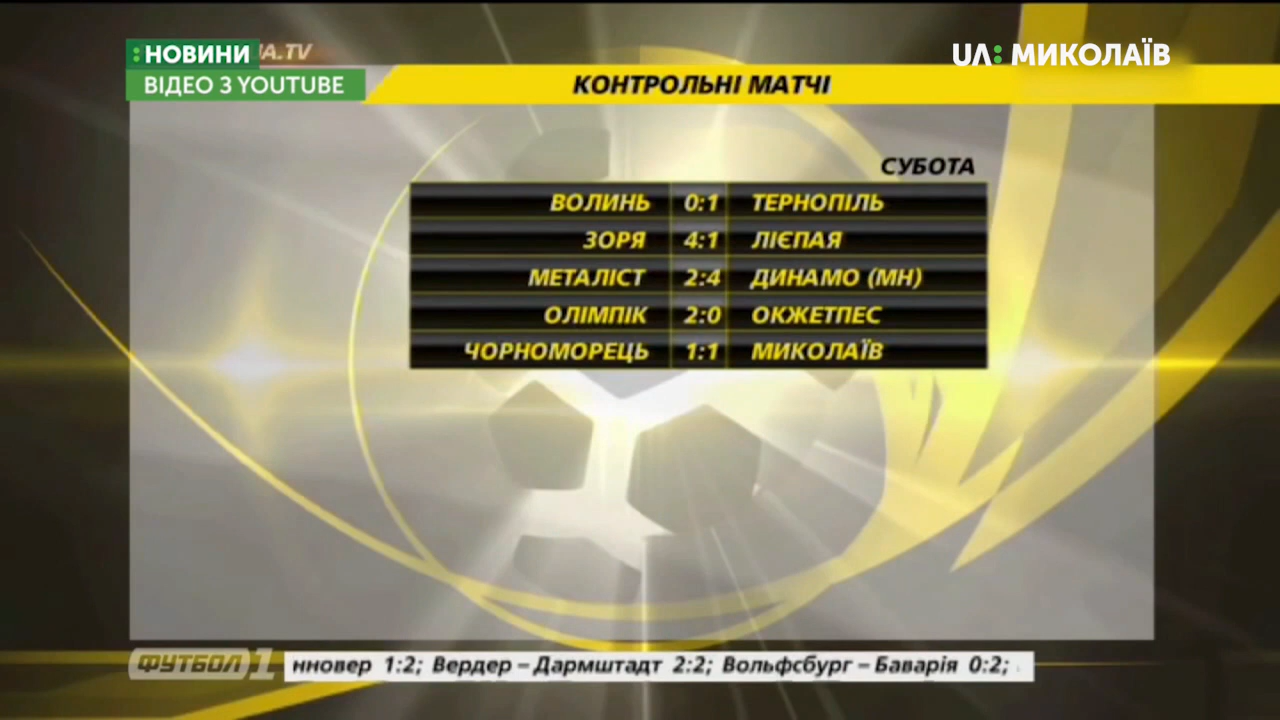 :НОВИНИ
ВІДЕО З YOUTUBE
UA: МИКОЛАЇВ
КОНТРОЛЬНІ МАТЧІ
СУБОТА
ВОЛИНЬ 0:1 ТЕРНОПІЛЬ
ЗОРЯ 4:1 ЛІЄПАЯ
МЕТАЛІСТ 2:4 ДИНАМО (МН)
ОЛІМПІК 2:0 ОКЖЕТПЕС
ЧОРНОМОРЕЦЬ 1:1 МИКОЛАЇВ
ФУТБОЛ 1
нновер 1:2; Вердер – Дармштадт 2:2; Вольфсбург – Баварія 0:2;